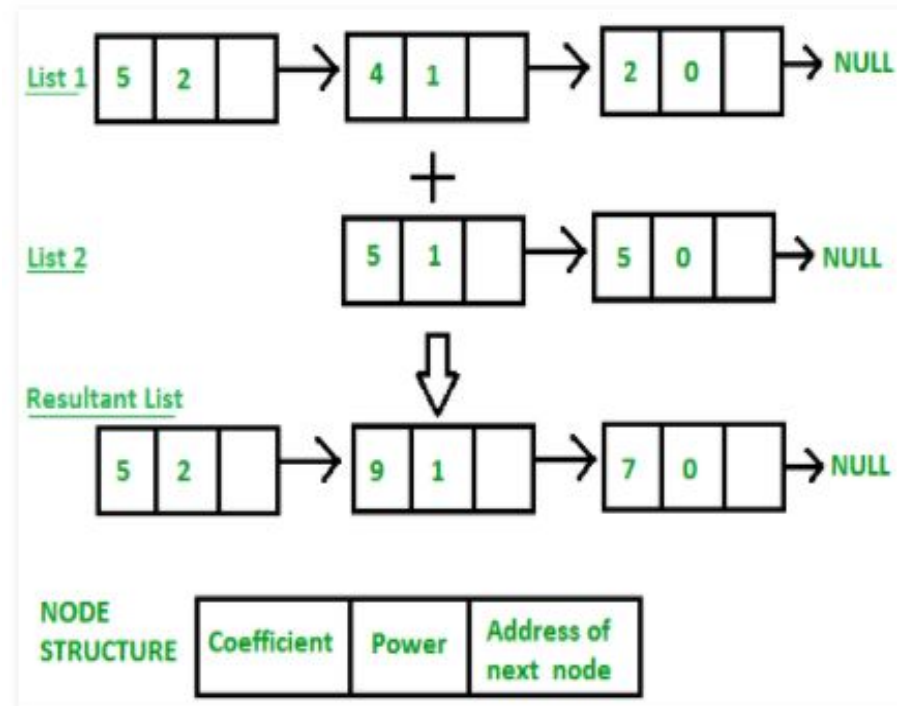 List 1 5 2 4 1 2 0 NULL
+
List 2 5 1 5 0 NULL
Resultant List
5 2 9 1 7 0 NULL
NODE STRUCTURE
Coefficient
Power
Address of
next node